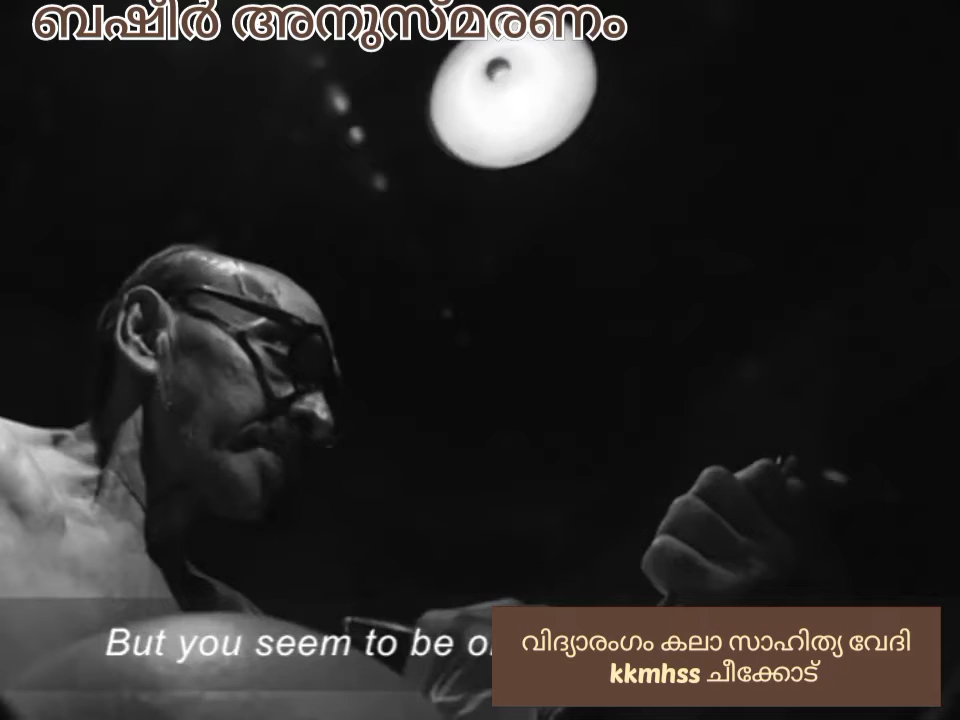 ബഷീർ അനുസ്മരണം
But you seem to be
വിദ്യാരംഗം കലാ സാഹിത്യ വേദി
kkmhss ചീക്കോട്